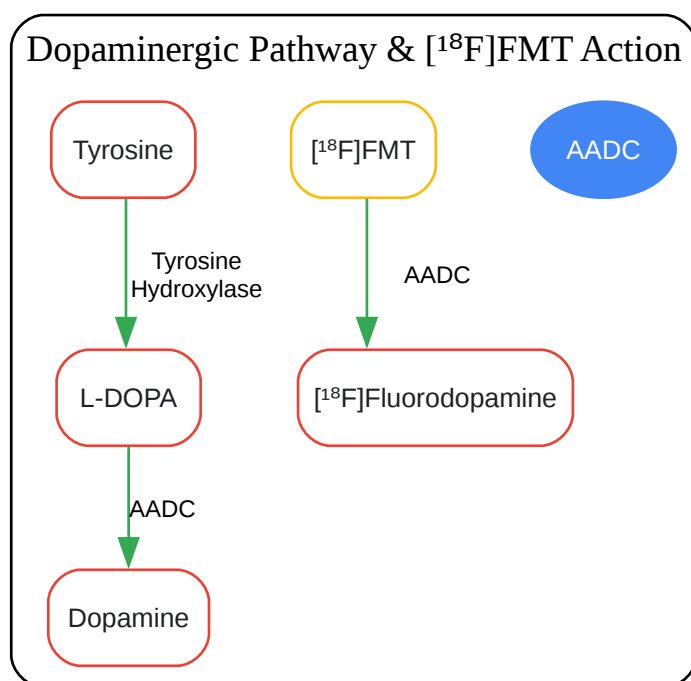 Dopaminergic Pathway & [¹⁸F]FMT Action
Tyrosine
[¹⁸F]FMT
AADC
Tyrosine
Hydroxylase
AADC
L-DOPA
[¹⁸F]Fluorodopamine
AADC
Dopamine